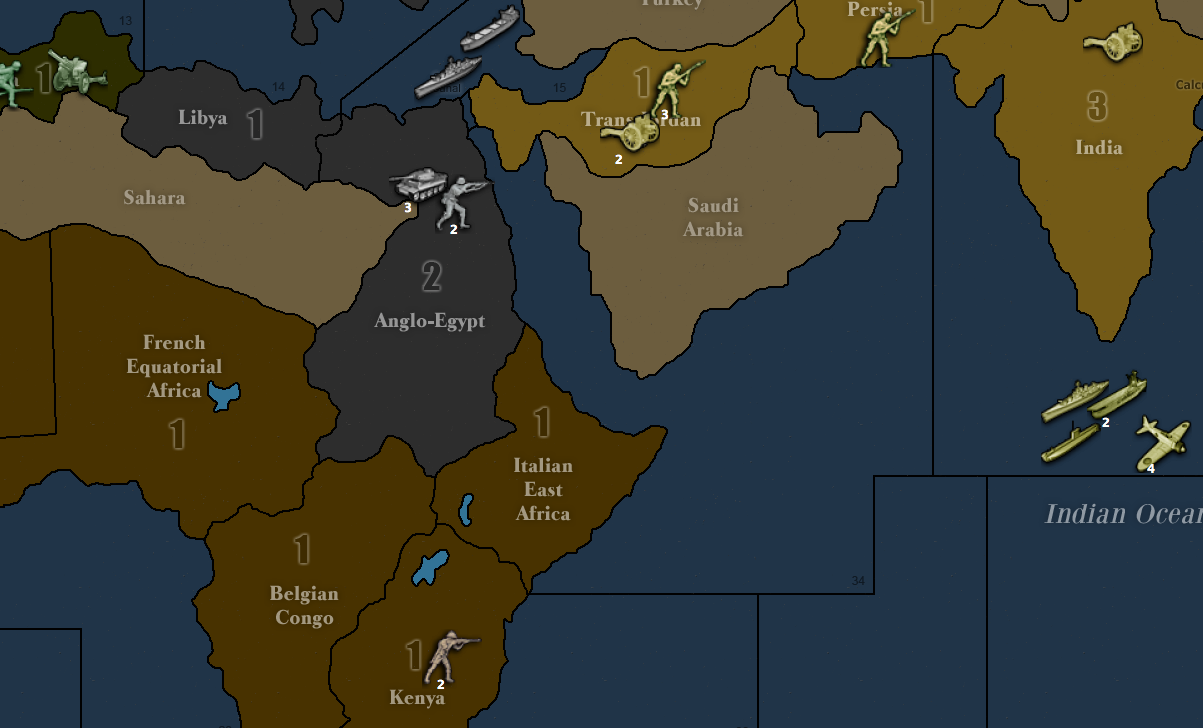 13
Turkey
Persia 1
1
14
15
1
Libya 1
Trans-Jordan
3
2
3
India
Sahara
3
2
Saudi
Arabia
2
Anglo-Egypt
French
Equatorial
Africa
1
1
Italian
East
Africa
2
4
Indian Ocean
1
Belgian
Congo
34
1
2
Kenya